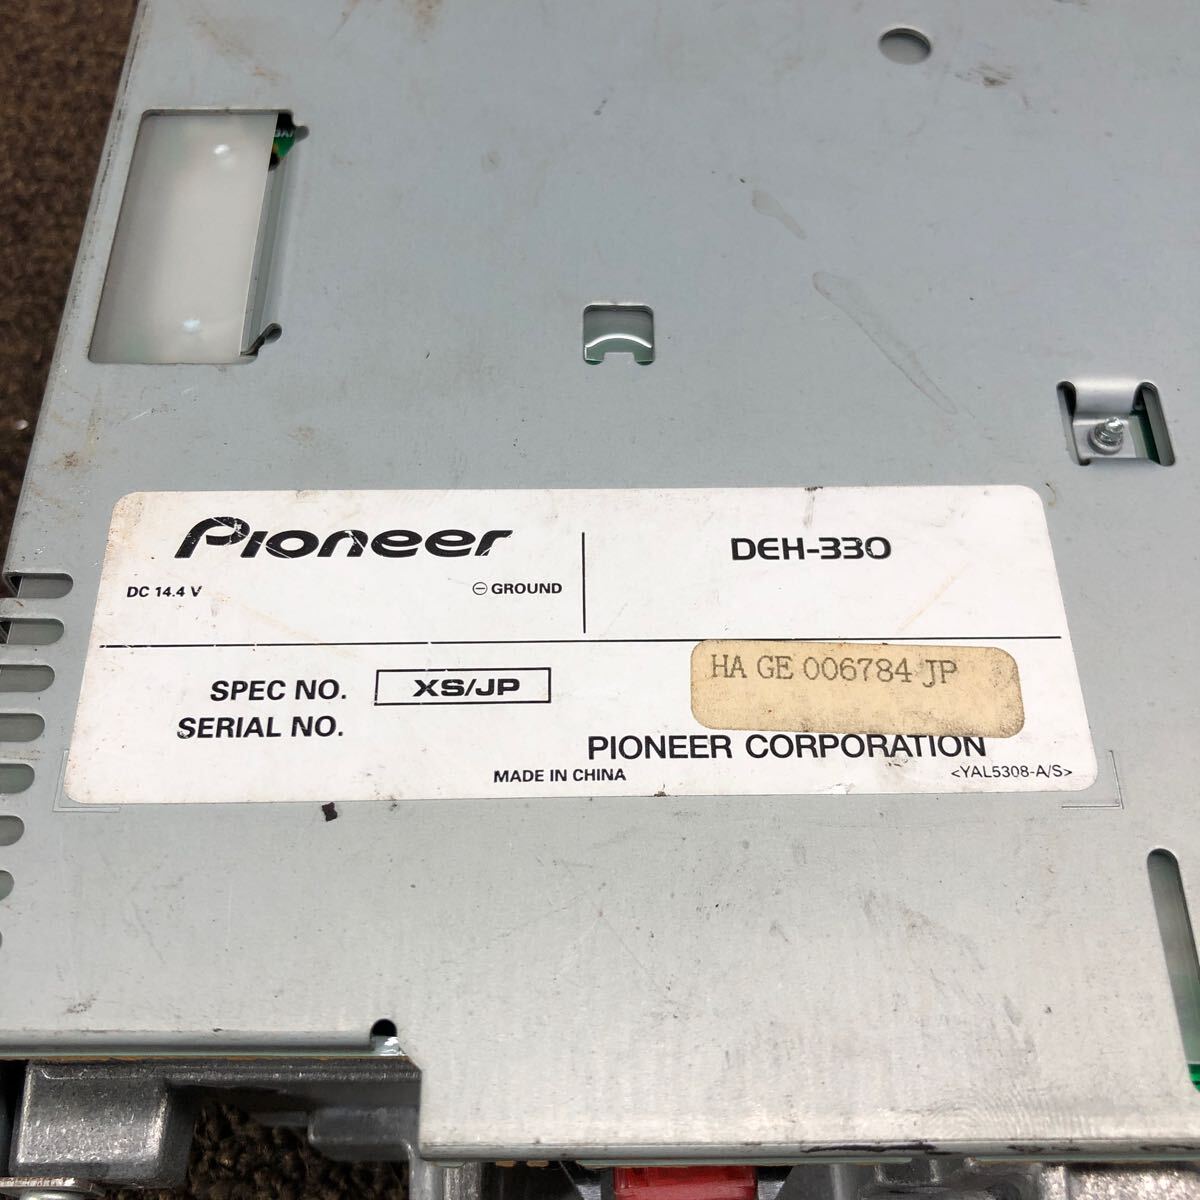 Pioneer
DEH-330
DC 14.4 V
⊖ GROUND
SPEC NO. XS/JP
HA GE 006784 JP
SERIAL NO.
PIONEER CORPORATION
MADE IN CHINA
<YAL5308-A/S>